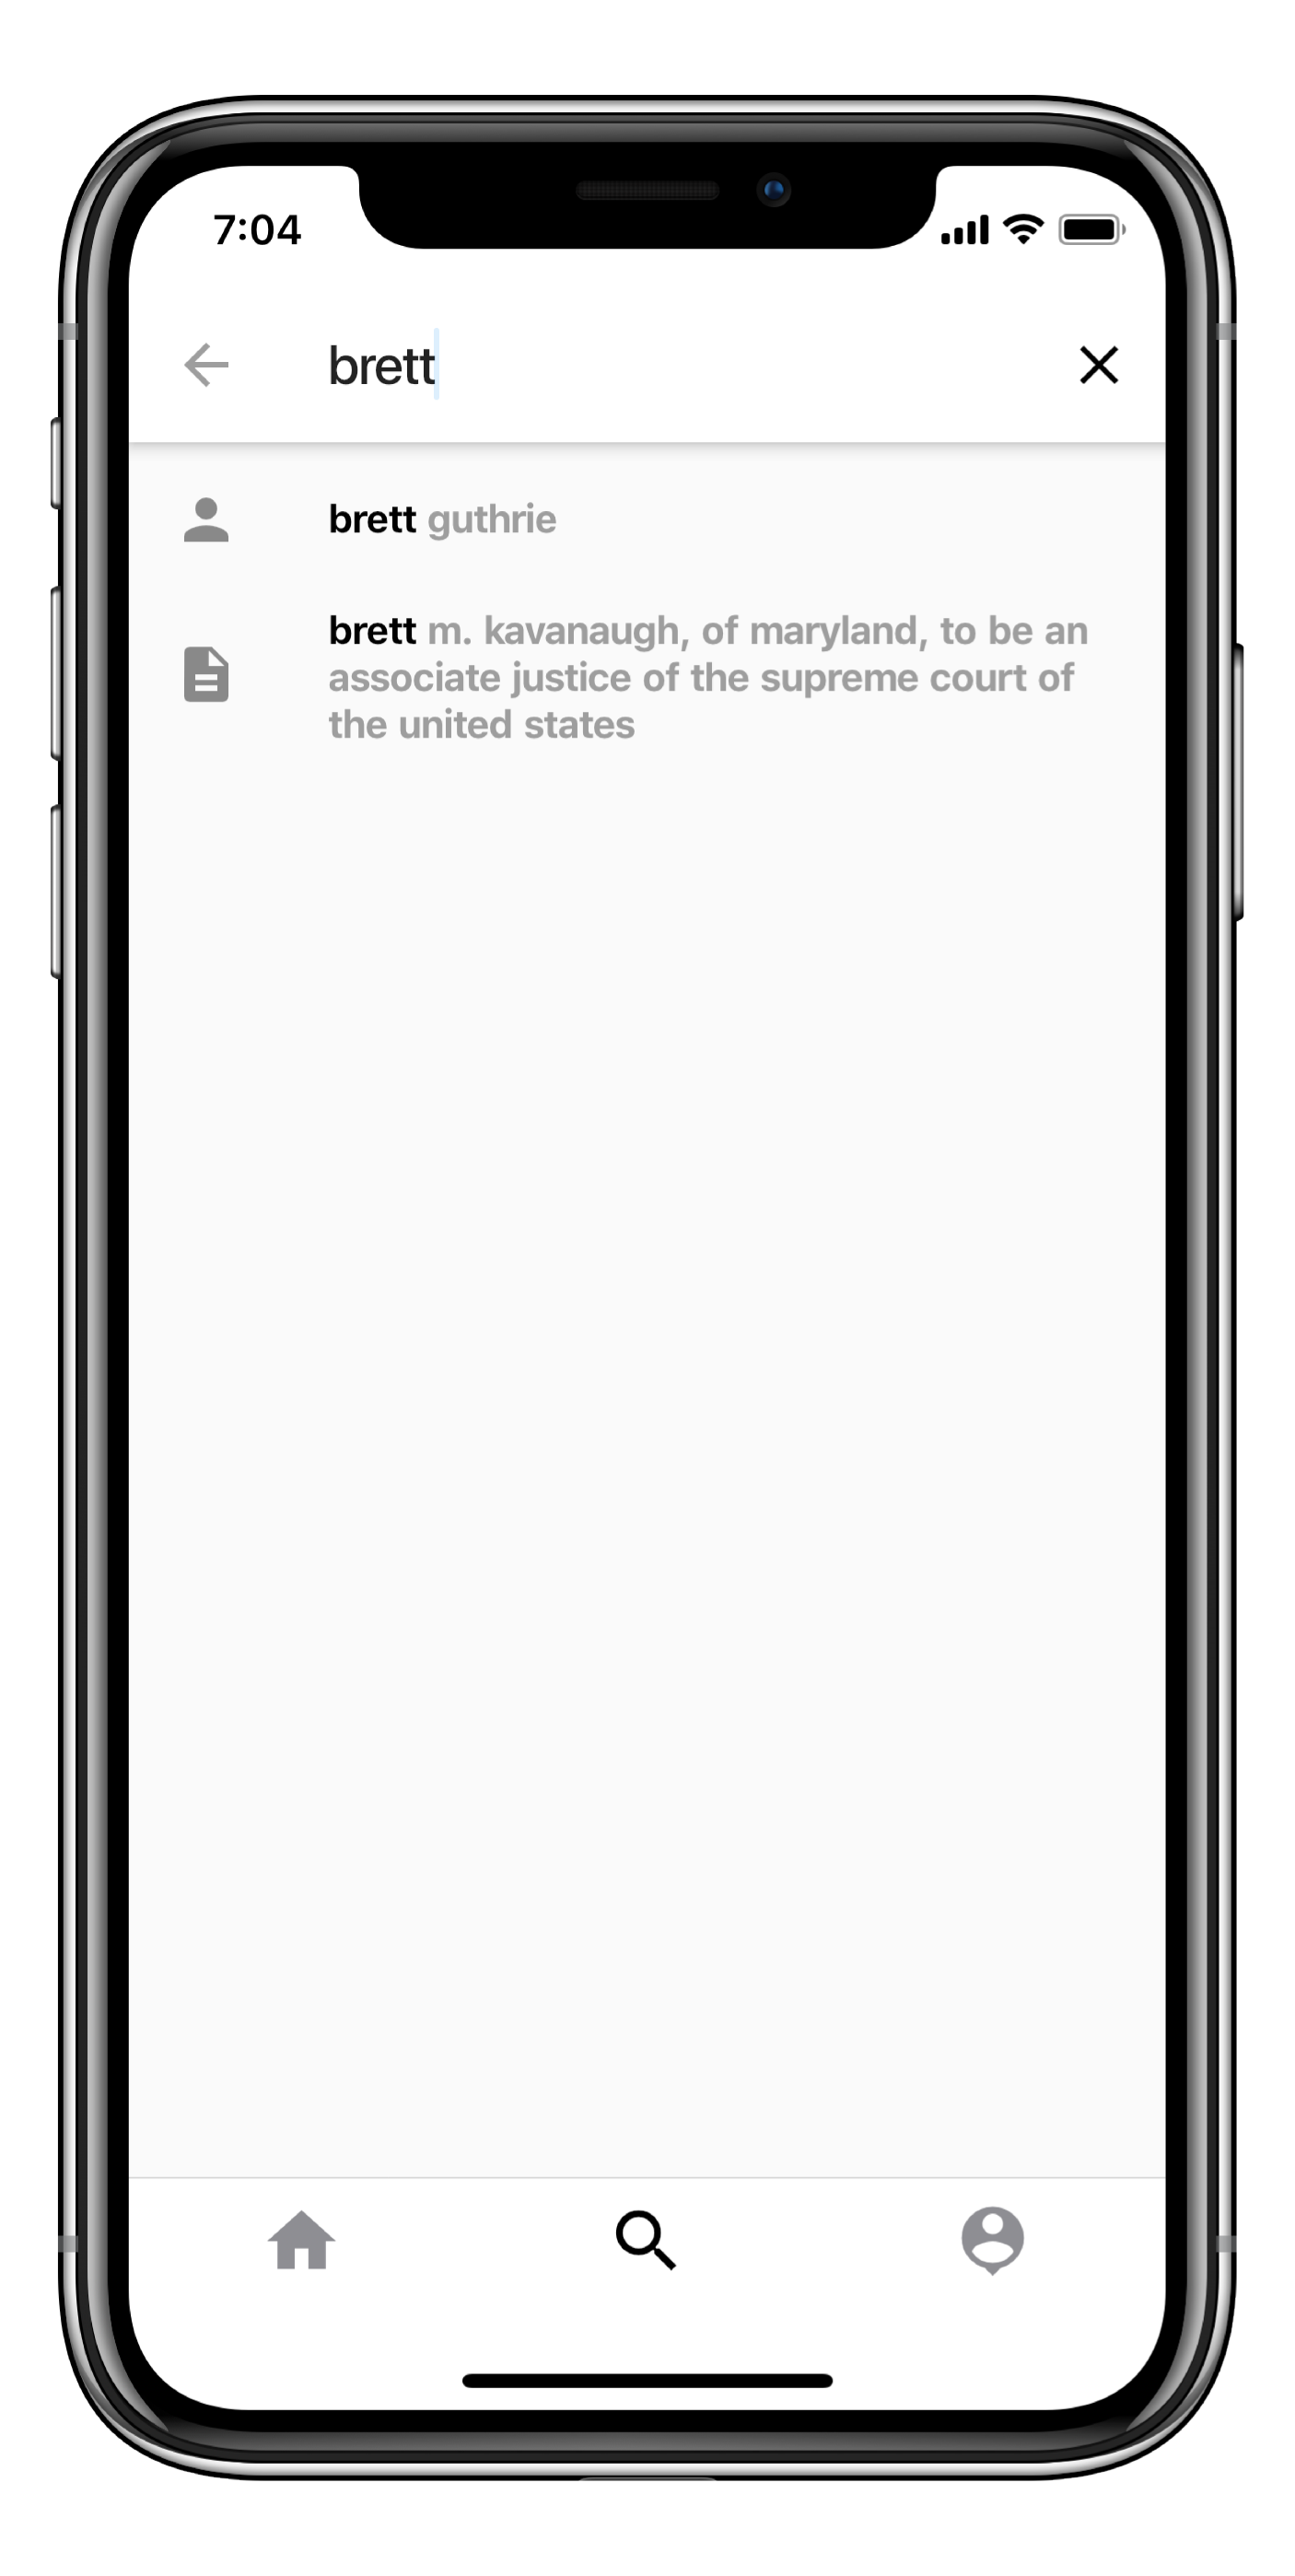 7:04
brett
brett guthrie
brett m. kavanaugh, of maryland, to be an
associate justice of the supreme court of
the united states